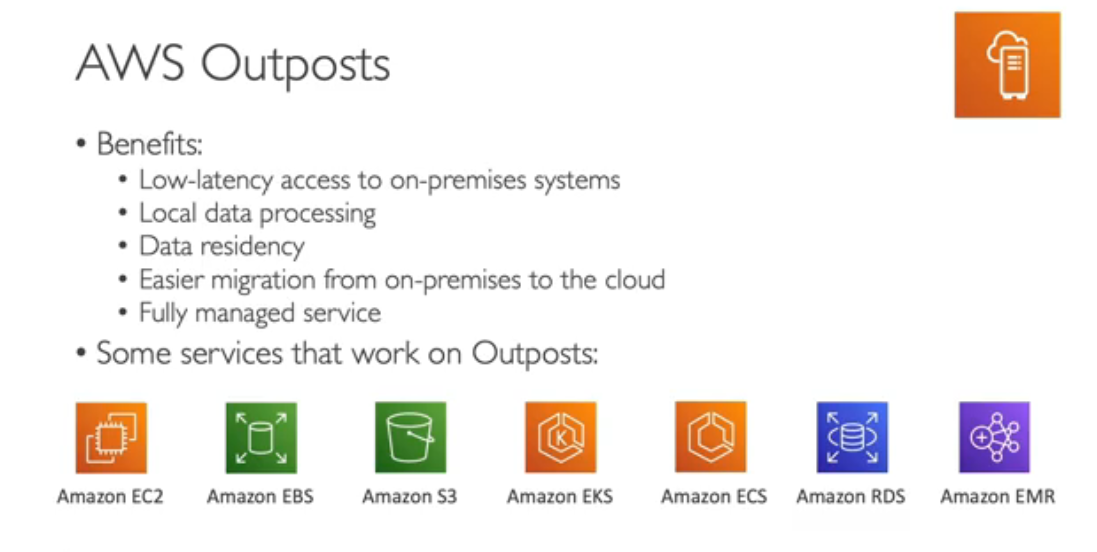 AWS Outposts
• Benefits:
• Low-latency access to on-premises systems
• Local data processing
• Data residency
• Easier migration from on-premises to the cloud
• Fully managed service
• Some services that work on Outposts:
K
Amazon EC2 Amazon EBS Amazon S3 Amazon EKS Amazon ECS Amazon RDS Amazon EMR